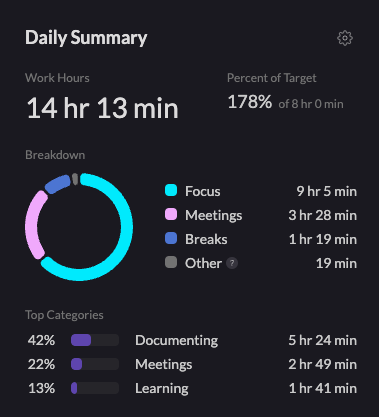 Daily Summary
Work Hours
Percent of Target
14 hr 13 min
178% of 8 hr 0 min
Breakdown
Focus 9 hr 5 min
Meetings 3 hr 28 min
Breaks 1 hr 19 min
Other ? 19 min
Top Categories
42% Documenting 5 hr 24 min
22% Meetings 2 hr 49 min
13% Learning 1 hr 41 min